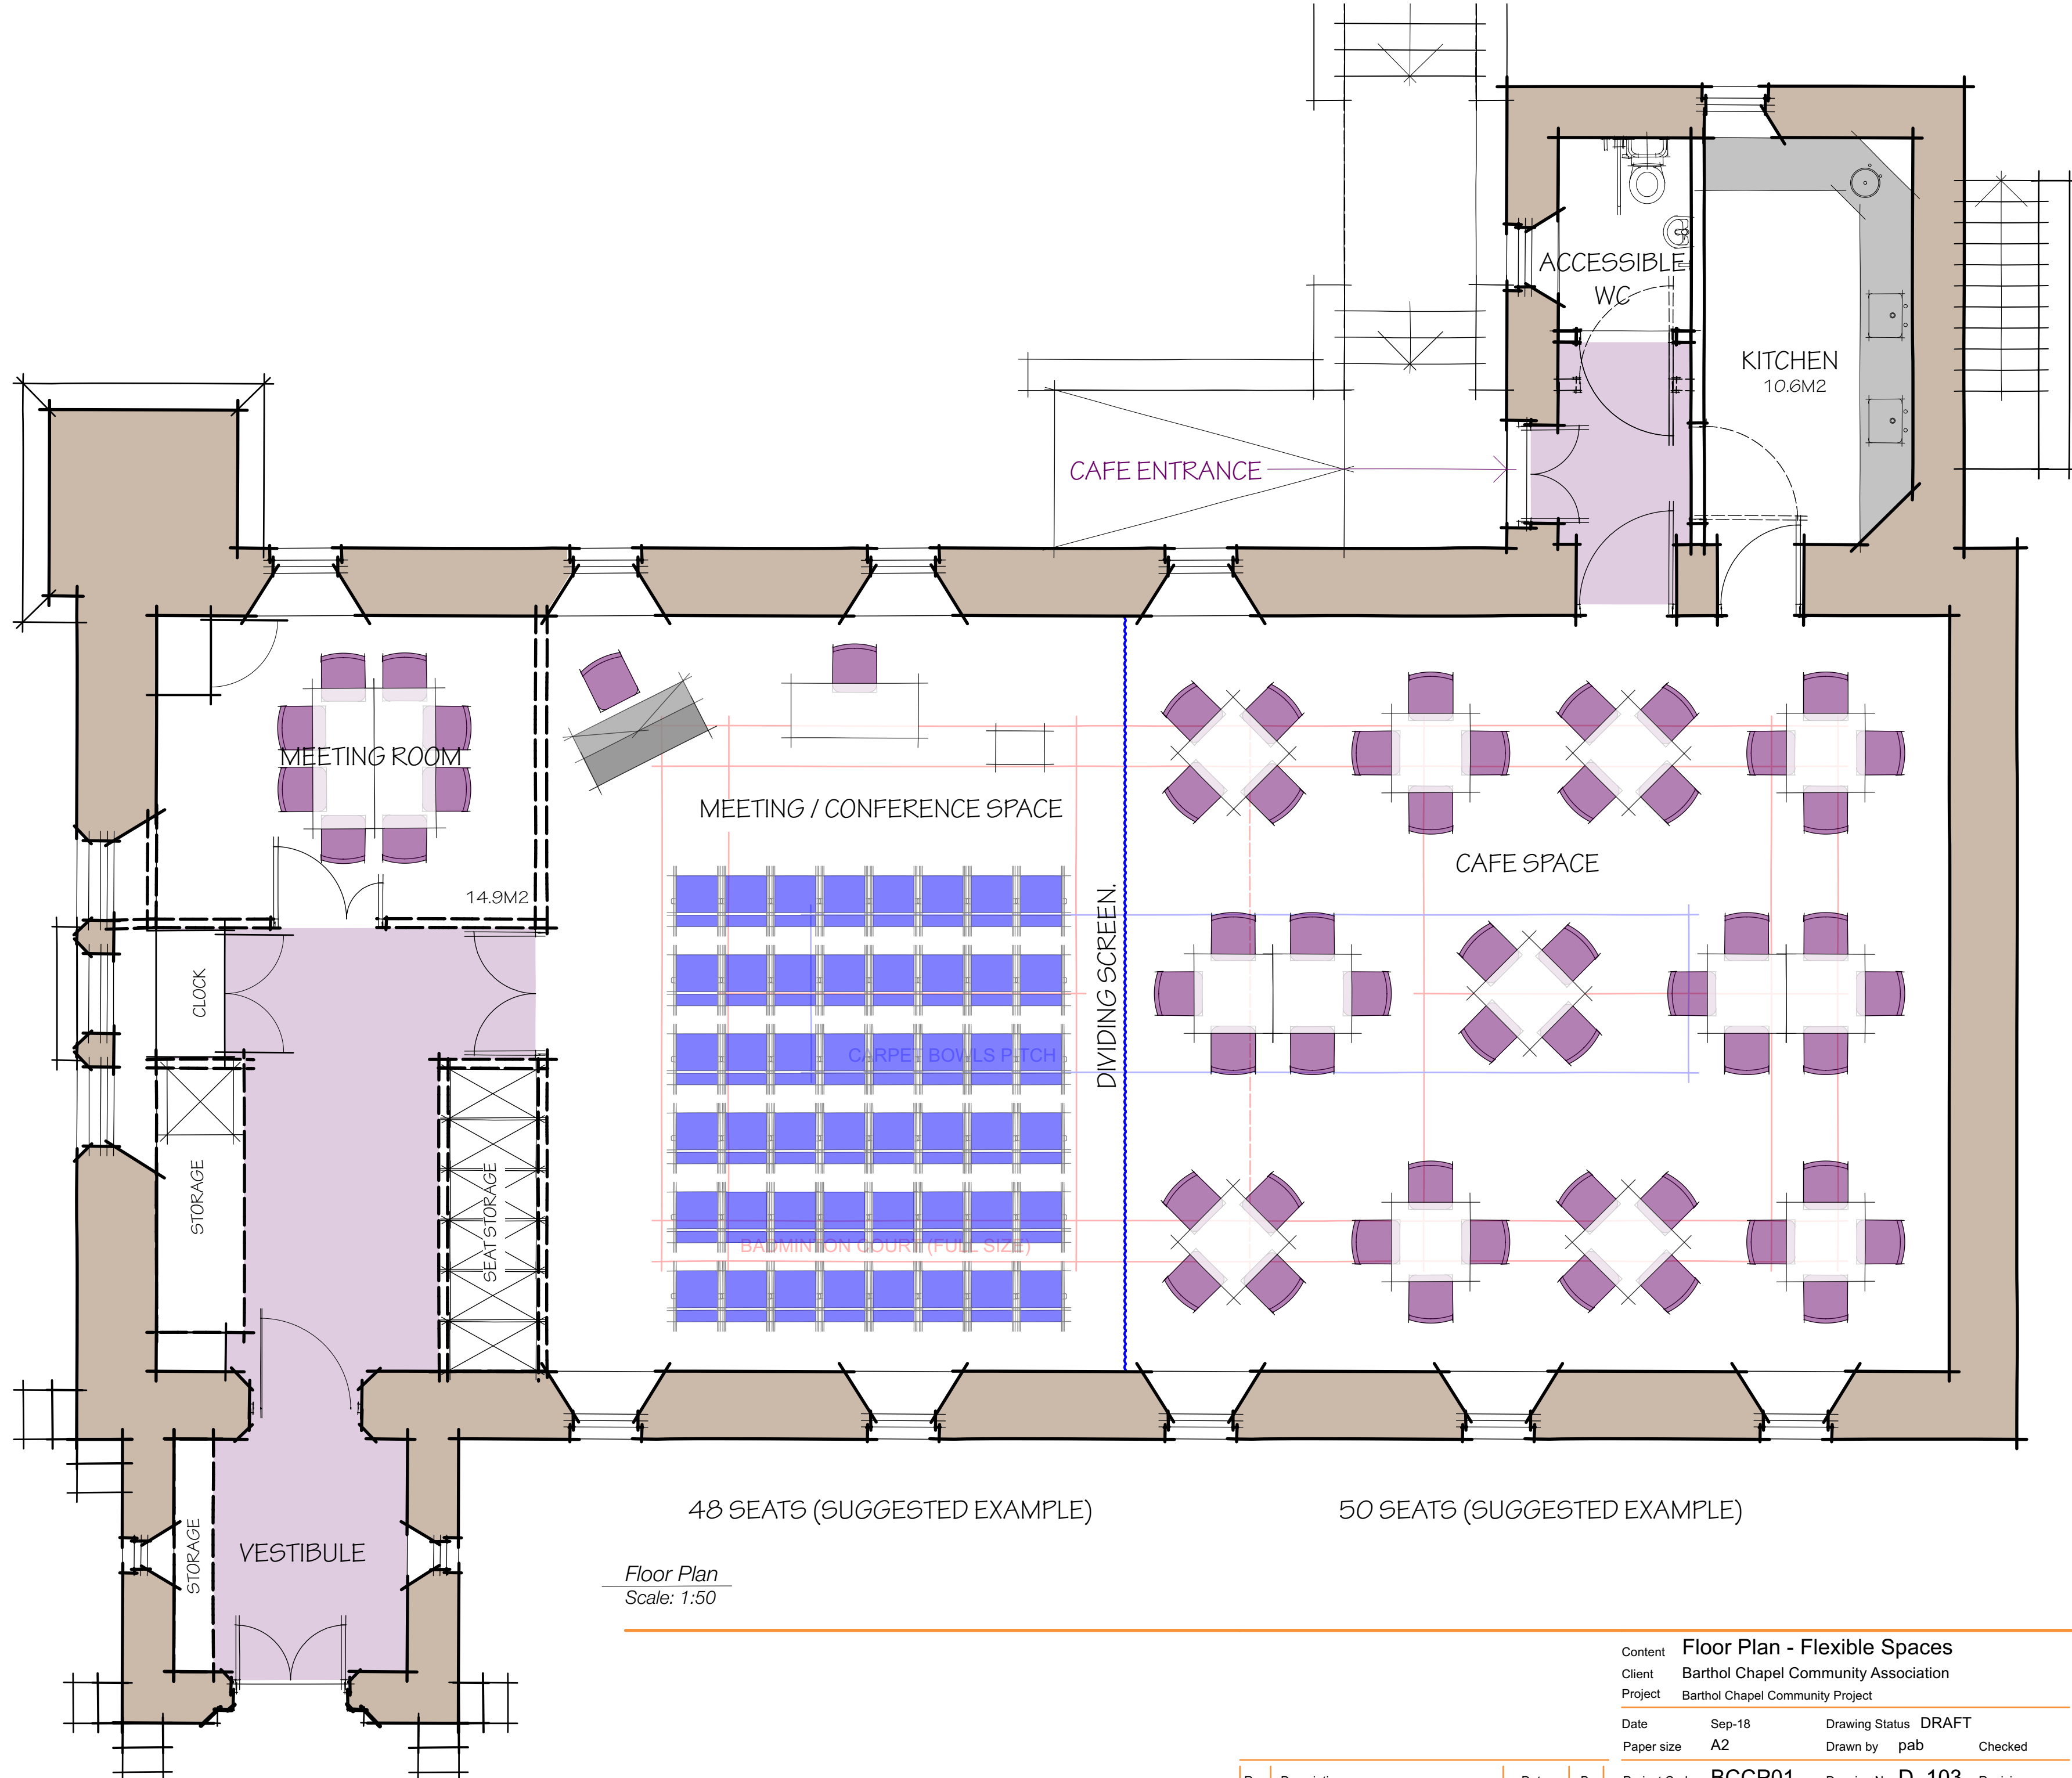 ACCESSIBLE
WC
KITCHEN
10.6M2
CAFE ENTRANCE
MEETING ROOM
14.9M2
MEETING / CONFERENCE SPACE
CAFE SPACE
DIVIDING SCREEN.
CLOCK
CARPET BOWLS PITCH
STORAGE
SEAT STORAGE
BADMINTON COURT (FULL SIZE)
48 SEATS (SUGGESTED EXAMPLE)
50 SEATS (SUGGESTED EXAMPLE)
STORAGE
VESTIBULE
Floor Plan
Scale: 1:50
Content Floor Plan - Flexible Spaces
Client Barthol Chapel Community Association
Project Barthol Chapel Community Project
Date Sep-18 Drawing Status DRAFT
Paper size A2 Drawn by pab Checked
BCCP01 D_103